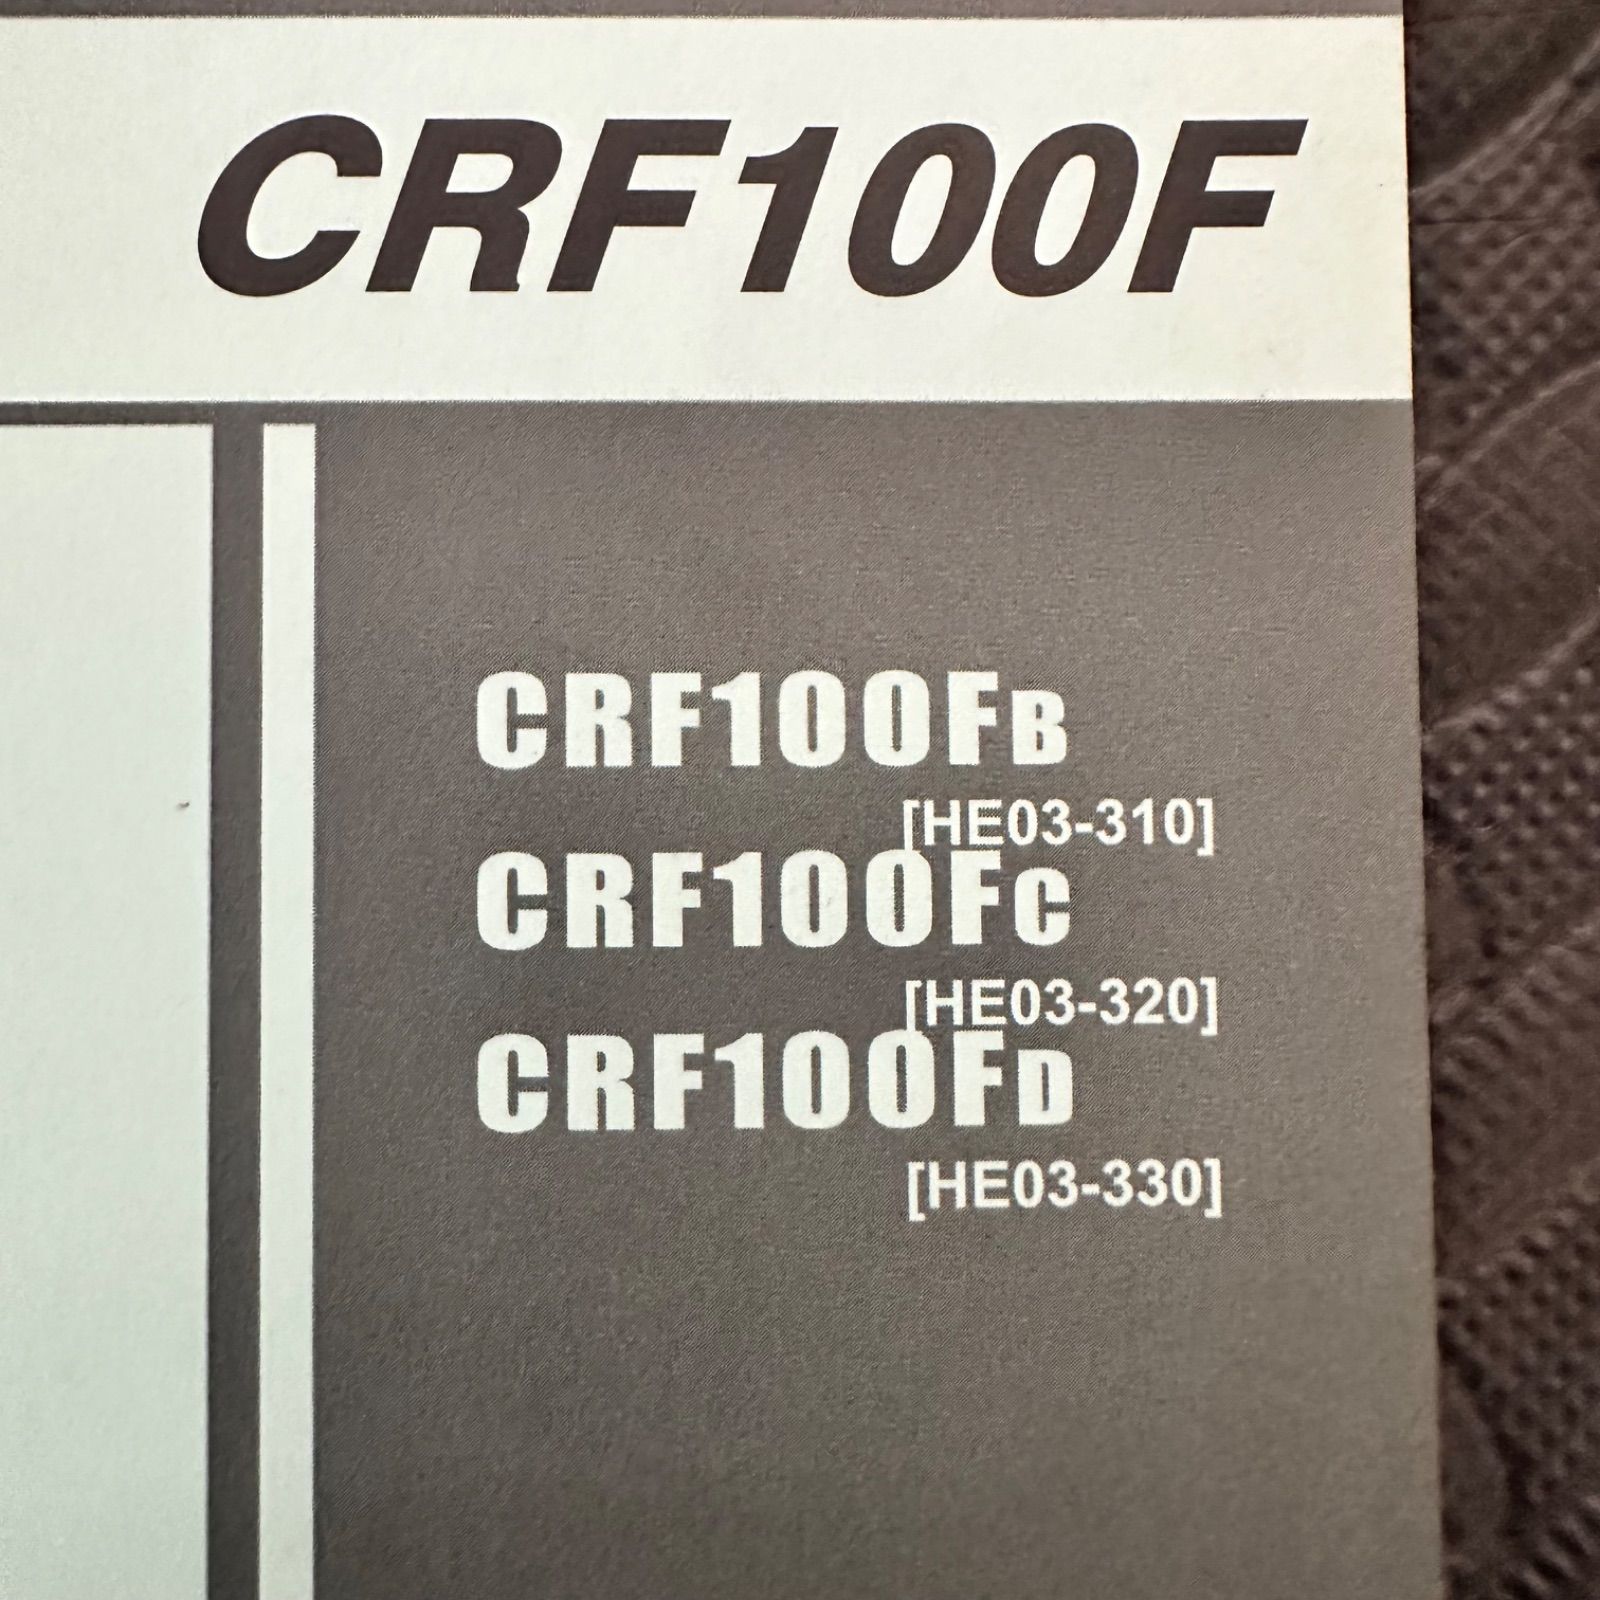 CRF100F
CRF100FB
[HE03-310]
CRF100FC
[HE03-320]
CRF100FD
[HE03-330]